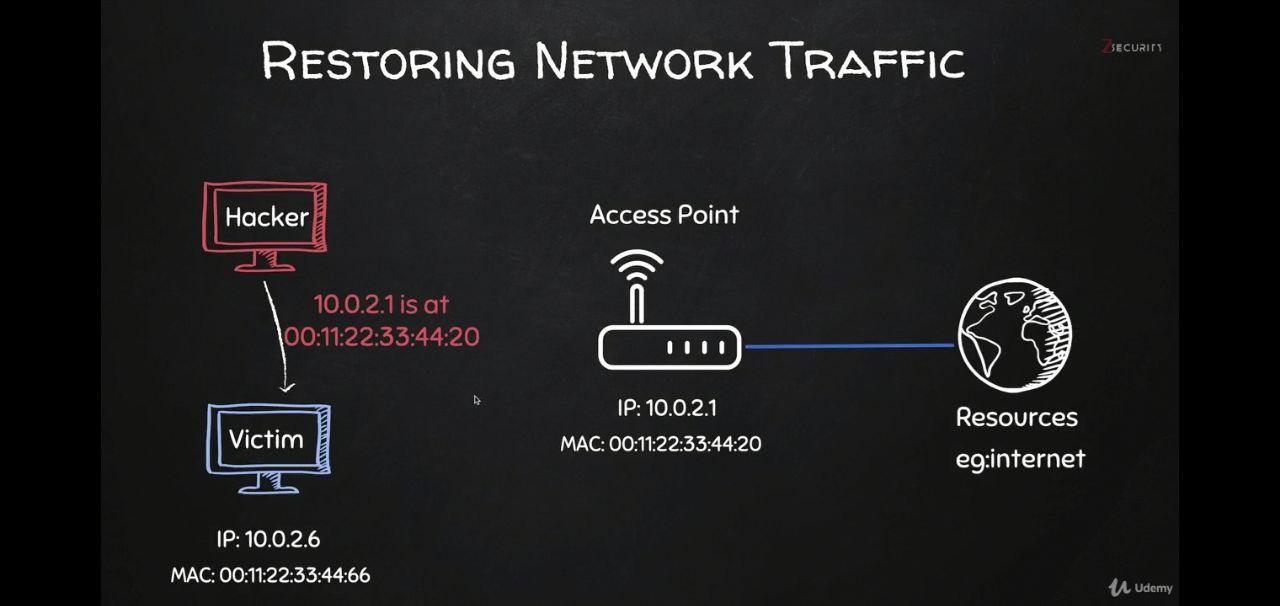 RESTORING NETWORK TRAFFIC
ZSECURITY
Hacker
10.0.2.1 is at
00:11:22:33:44:20
Victim
IP: 10.0.2.6
MAC: 00:11:22:33:44:66
Access Point
IP: 10.0.2.1
MAC: 00:11:22:33:44:20
Resources
eg:internet
Udemy